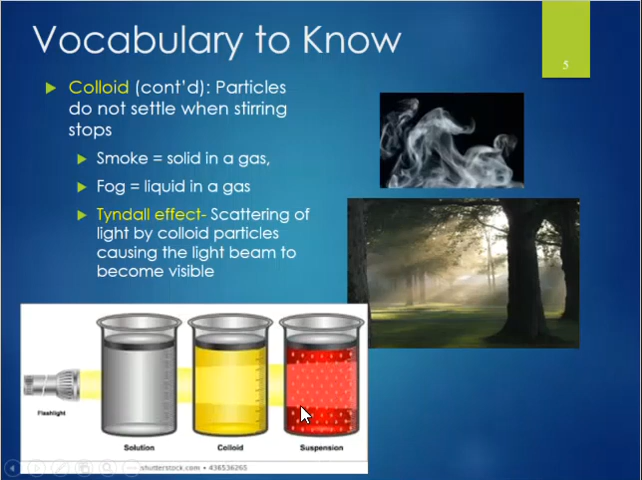 Vocabulary to Know
5
Colloid (cont'd): Particles
do not settle when stirring
stops
Smoke = solid in a gas,
Fog = liquid in a gas
Tyndall effect- Scattering of
light by colloid particles
causing the light beam to
become visible
Flashlight
Solution
Colloid
Suspension
shutterstock.com • 436536265